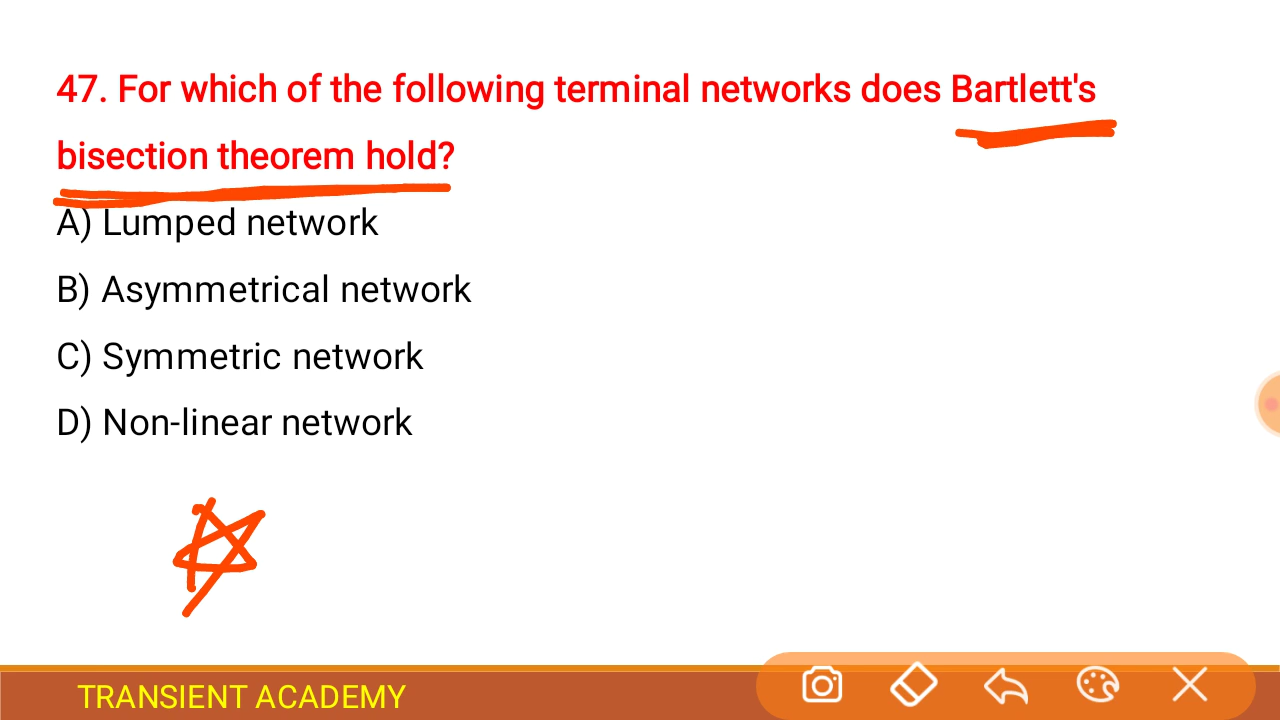 47. For which of the following terminal networks does Bartlett's
bisection theorem hold?
A) Lumped network
B) Asymmetrical network
C) Symmetric network
D) Non-linear network
TRANSIENT ACADEMY